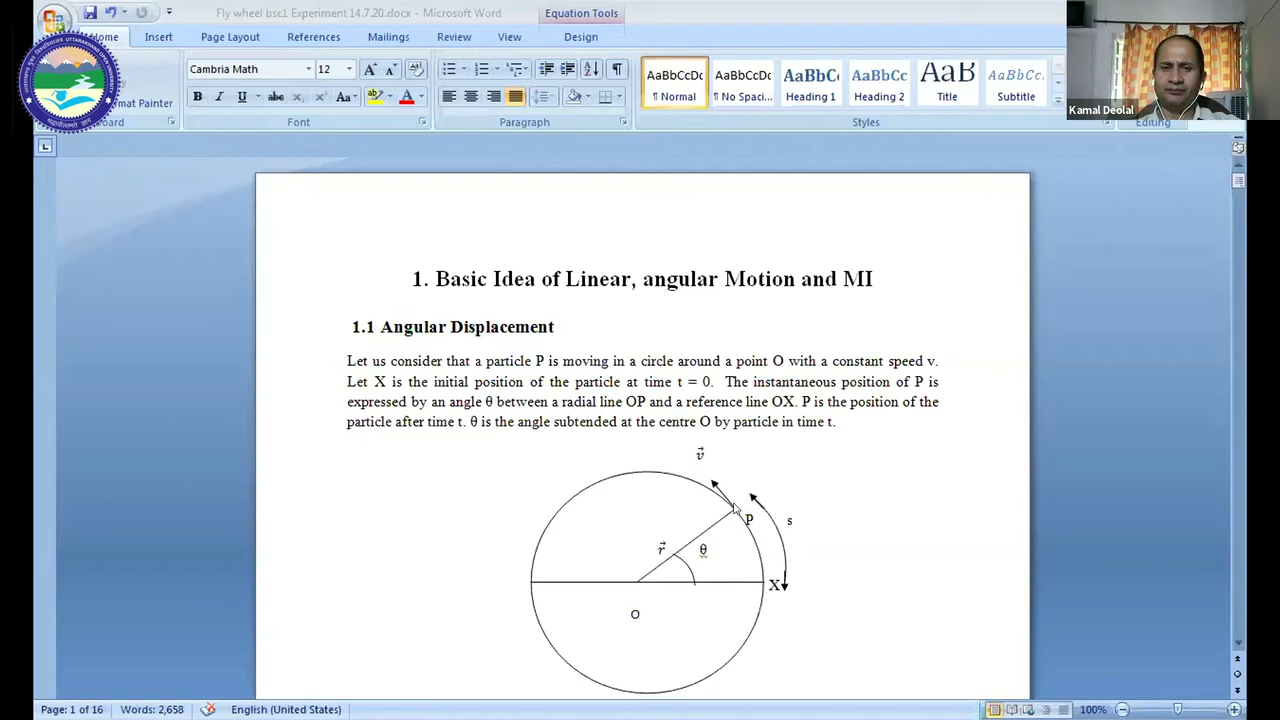 Fly wheel bsc1 Experiment 14.7.20.docx - Microsoft Word
Equation Tools
Home Insert Page Layout References Mailings Review View Design
Cambria Math 12
AaBbCcDc AaBbCcDc AaBbC AaBbCc AaB AaBbCc.
¶ Normal ¶ No Spaci... Heading 1 Heading 2 Title Subtitle
mat Painter
Font Paragraph Styles Editing
Kamal Deolal
1. Basic Idea of Linear, angular Motion and MI
1.1 Angular Displacement
Let us consider that a particle P is moving in a circle around a point O with a constant speed v.
Let X is the initial position of the particle at time t = 0. The instantaneous position of P is
expressed by an angle θ between a radial line OP and a reference line OX. P is the position of the
particle after time t. θ is the angle subtended at the centre O by particle in time t.
v⃗
P
s
r⃗
θ
X
O
Page: 1 of 16 Words: 2,658 English (United States) 100%